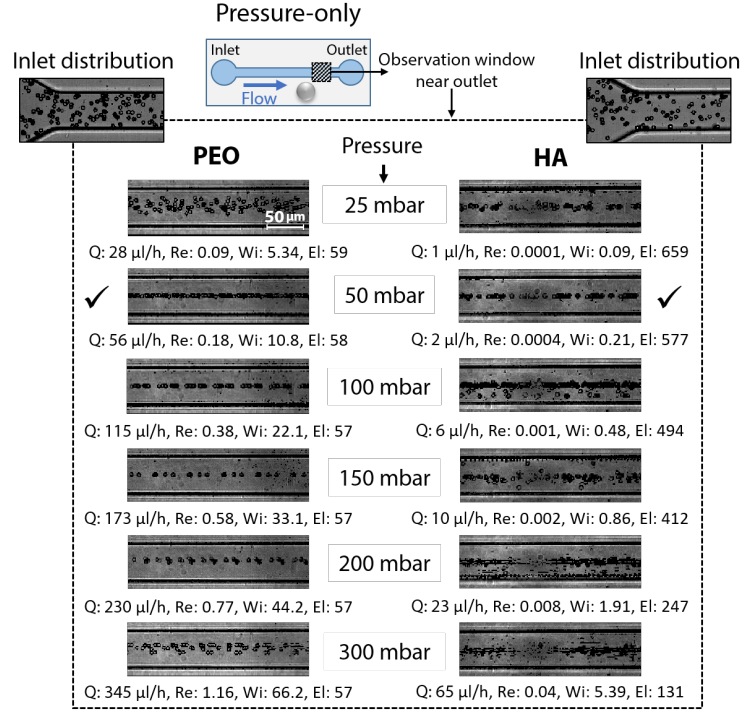 Pressure-only
Inlet distribution
Inlet
Outlet
Flow
Observation window
near outlet
Inlet distribution
PEO
Pressure
HA
50 μm
25 mbar
Q: 28 μl/h, Re: 0.09, Wi: 5.34, El: 59
Q: 1 μl/h, Re: 0.0001, Wi: 0.09, El: 659
✓
50 mbar
✓
Q: 56 μl/h, Re: 0.18, Wi: 10.8, El: 58
Q: 2 μl/h, Re: 0.0004, Wi: 0.21, El: 577
100 mbar
Q: 115 μl/h, Re: 0.38, Wi: 22.1, El: 57
Q: 6 μl/h, Re: 0.001, Wi: 0.48, El: 494
150 mbar
Q: 173 μl/h, Re: 0.58, Wi: 33.1, El: 57
Q: 10 μl/h, Re: 0.002, Wi: 0.86, El: 412
200 mbar
Q: 230 μl/h, Re: 0.77, Wi: 44.2, El: 57
Q: 23 μl/h, Re: 0.008, Wi: 1.91, El: 247
300 mbar
Q: 345 μl/h, Re: 1.16, Wi: 66.2, El: 57
Q: 65 μl/h, Re: 0.04, Wi: 5.39, El: 131